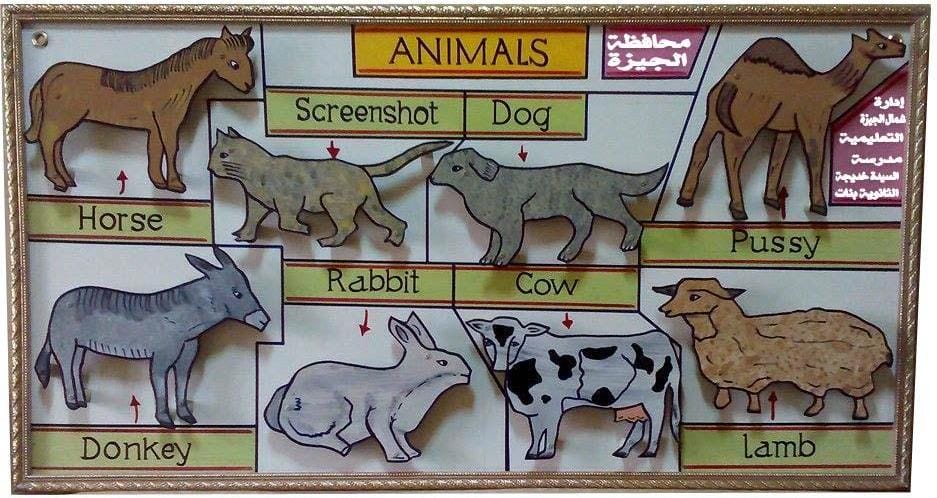 ANIMALS
محافظة
الجيزة
Screenshot
Dog
إدارة
شمال الجيزة
التعليمية
مدرسة
السيدة خديجة
الثانوية بنات
Horse
Pussy
Rabbit
Cow
3
Donkey
lamb